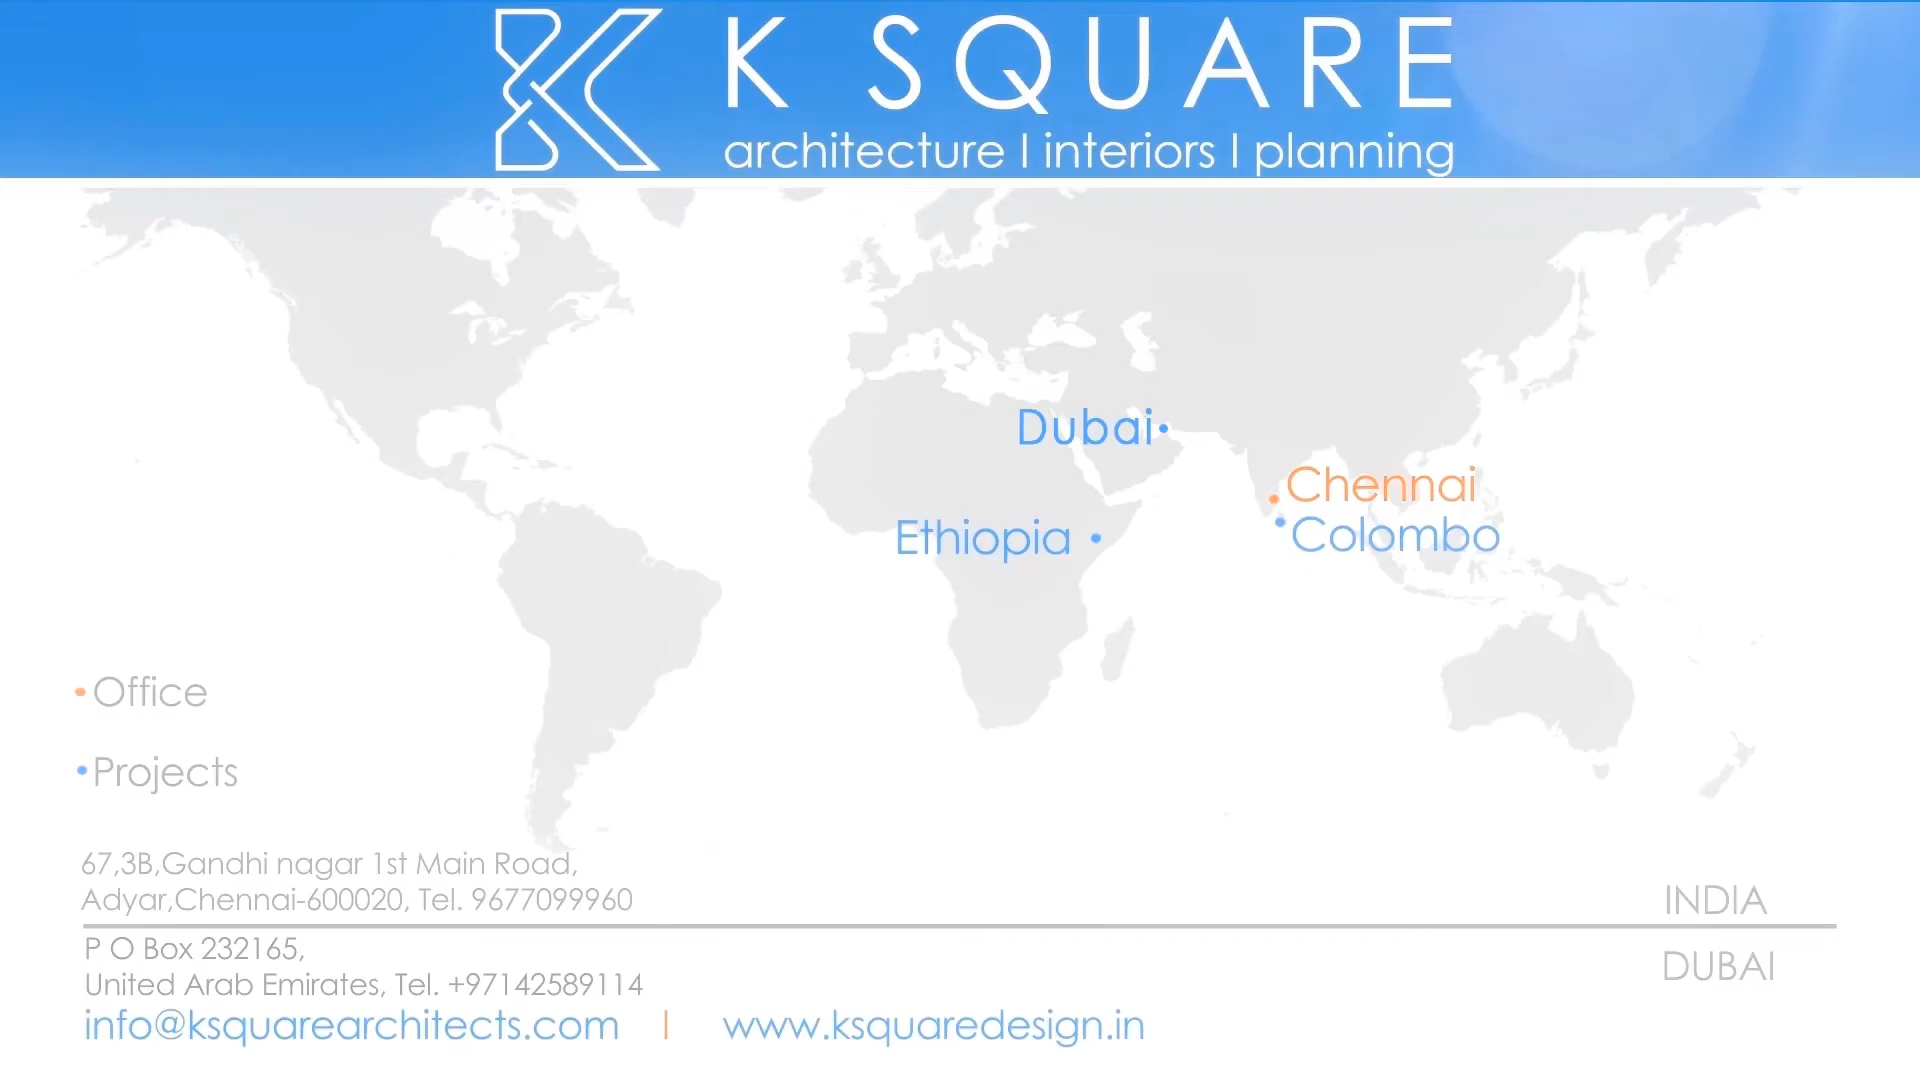 K SQUARE
architecture I interiors I planning
Dubai
Chennai
Ethiopia
Colombo
Office
Projects
67,3B,Gandhi nagar 1st Main Road,
Adyar,Chennai-600020, Tel. 9677099960
INDIA
P O Box 232165,
DUBAI
United Arab Emirates, Tel. +97142589114
info@ksquarearchitects.com | www.ksquaredesign.in